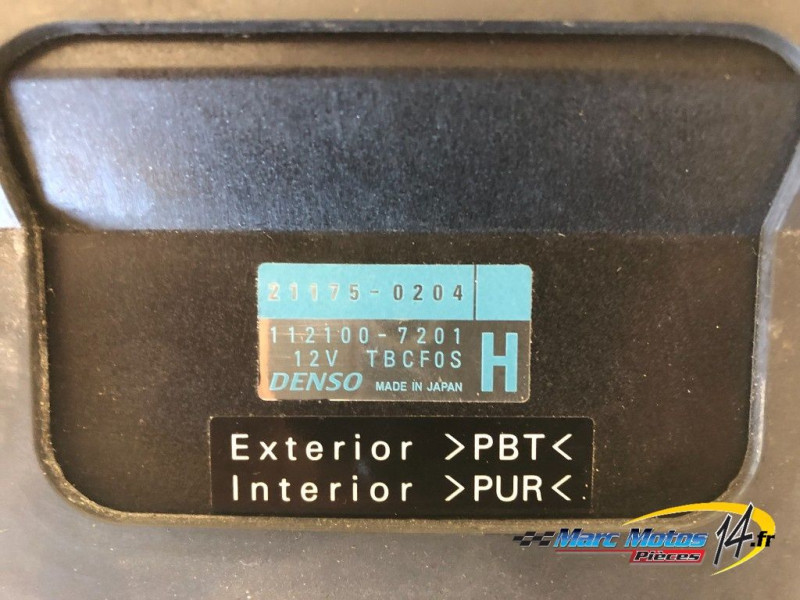 21175-0204
112100-7201
12V TBCF0S H
DENSO MADE IN JAPAN
Exterior >PBT<
Interior >PUR<
Marc Motos 14.fr
Pièces